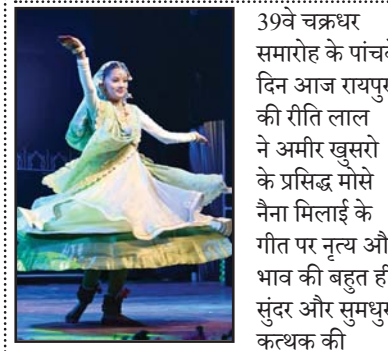 39वे चक्रधर
समारोह के पांचवे
दिन आज रायपुर
की रीति लाल
ने अमीर खुसरो
के प्रसिद्ध मोसे
नैना मिलाई के
गीत पर नृत्य
भाव की बहुत ही
सुंदर और सुमधुर
कत्थक की